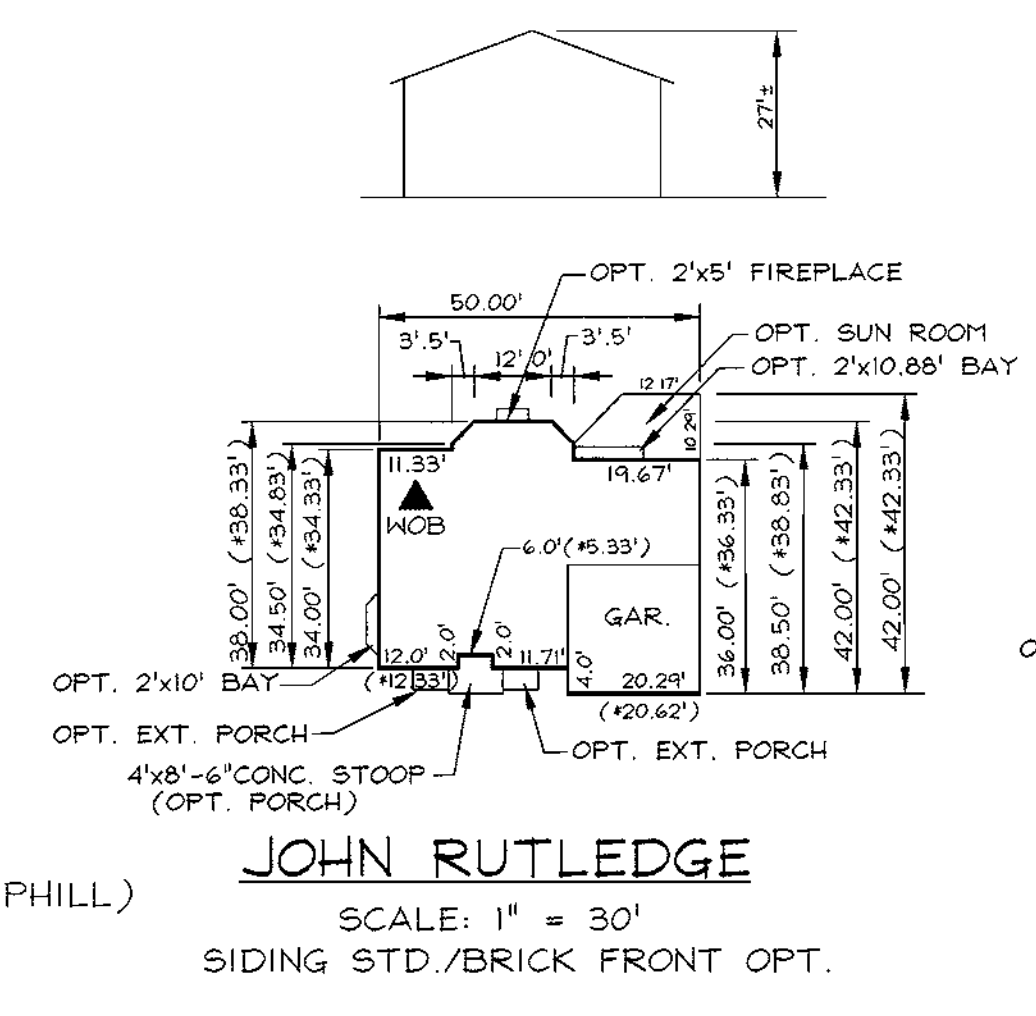 27'±
OPT. 2'x5' FIREPLACE
50.00'
OPT. SUN ROOM
3'.5'
12'.0'
3'.5'
OPT. 2'x10.88' BAY
12.17'
10.29'
11.33'
19.67'
WOB
38.00' (*38.33')
34.50' (*34.83')
34.00' (*34.33')
36.00' (*36.33')
38.50' (*38.83')
42.00' (*42.33')
42.00' (*42.33')
6.0'(*5.33')
GAR.
12.0'
2.0'
2.0'
11.71'
4.0'
20.29'
OPT. 2'x10' BAY
(*12.33')
(*20.62')
OPT. EXT. PORCH
OPT. EXT. PORCH
4'x8'-6"CONC. STOOP
(OPT. PORCH)
JOHN RUTLEDGE
PHILL)
SCALE: 1" = 30'
SIDING STD./BRICK FRONT OPT.